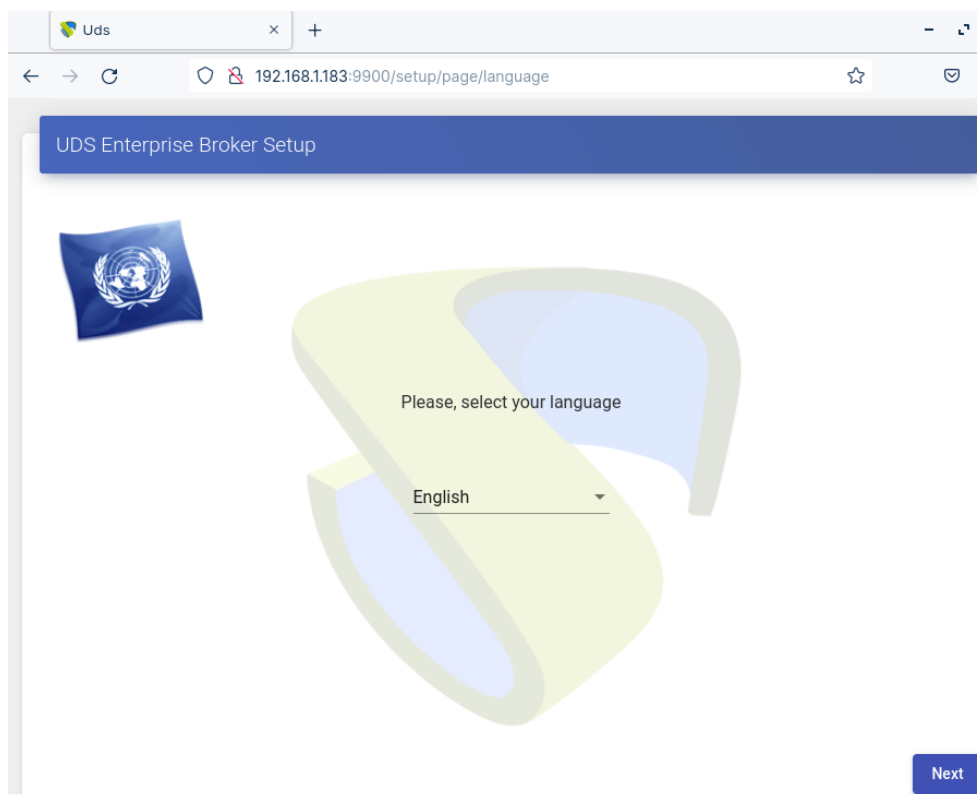 Uds
192.168.1.183:9900/setup/page/language
UDS Enterprise Broker Setup
Please, select your language
English
Next